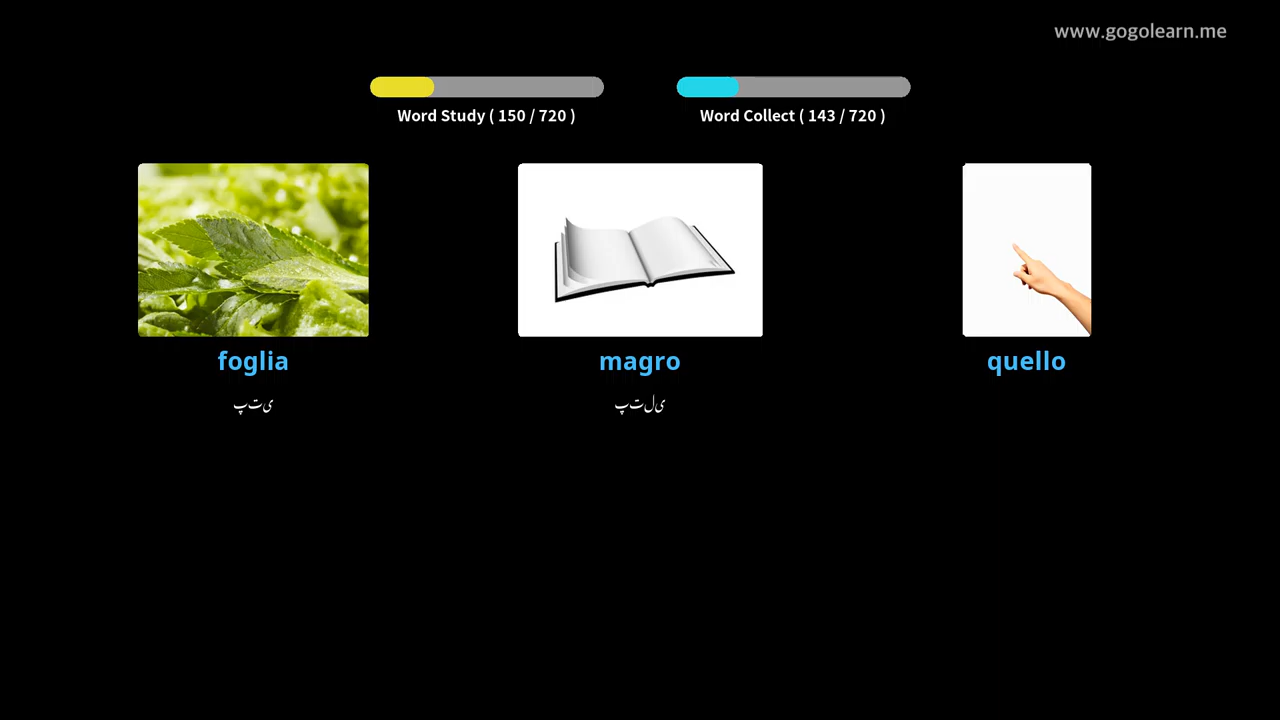 www.gogolearn.me
Word Study ( 150 / 720 )
Word Collect ( 143 / 720 )
foglia
magro
quello
پتی
پتلی